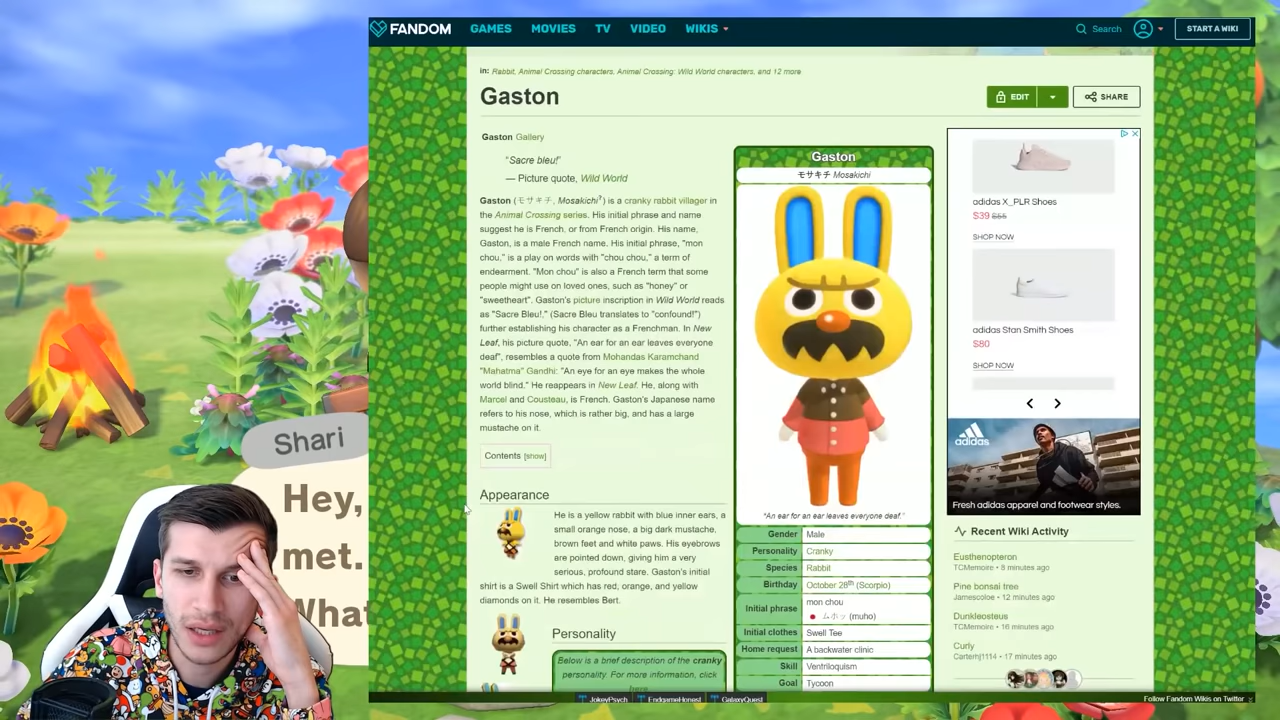 FANDOM
GAMES
MOVIES
TV
VIDEO
WIKIS
Search
START A WIKI
in: Rabbit, Animal Crossing characters, Animal Crossing: Wild World characters, and 12 more
Gaston
EDIT
SHARE
Gaston Gallery
"Sacre bleu!"
— Picture quote, Wild World
Gaston (モサキチ, Mosakichi?) is a cranky rabbit villager in
the Animal Crossing series. His initial phrase and name
suggest he is French, or from French origin. His name,
Gaston, is a male French name. His initial phrase, "mon
chou," is a play on words with "chou chou," a term of
endearment. "Mon chou" is also a French term that some
people might use on loved ones, such as "honey" or
"sweetheart". Gaston's picture inscription in Wild World reads
as "Sacre Bleu!," (Sacre Bleu translates to "confound!")
further establishing his character as a Frenchman. In New
Leaf, his picture quote, "An ear for an ear leaves everyone
deaf", resembles a quote from Mohandas Karamchand
"Mahatma" Gandhi: "An eye for an eye makes the whole
world blind." He reappears in New Leaf. He, along with
Marcel and Cousteau, is French. Gaston's Japanese name
refers to his nose, which is rather big, and has a large
mustache on it.
Contents [show]
Appearance
He is a yellow rabbit with blue inner ears, a
small orange nose, a big dark mustache,
brown feet and white paws. His eyebrows
are pointed down, giving him a very
serious, profound stare. Gaston's initial
shirt is a Swell Shirt which has red, orange, and yellow
diamonds on it. He resembles Bert.
Personality
Below is a brief description of the cranky
personality. For more information, click
here.
Gaston
モサキチ Mosakichi
"An ear for an ear leaves everyone deaf."
Gender Male
Personality Cranky
Species Rabbit
Birthday October 28th (Scorpio)
Initial phrase mon chou
ムホッ (muho)
Initial clothes Swell Tee
Home request A backwater clinic
Skill Ventriloquism
Goal Tycoon
adidas X_PLR Shoes
$39 $65
SHOP NOW
adidas Stan Smith Shoes
$80
SHOP NOW
adidas
Fresh adidas apparel and footwear styles.
Recent Wiki Activity
Eusthenopteron
TCMemoire • 8 minutes ago
Pine bonsai tree
Jamescoloe • 12 minutes ago
Dunkleosteus
TCMemoire • 16 minutes ago
Curly
Cartemj1114 • 17 minutes ago
JokeyPsych
EndgameHonest
GalaxyQuest
Follow Fandom Wikis on Twitter
Shari
Hey,
met.
What